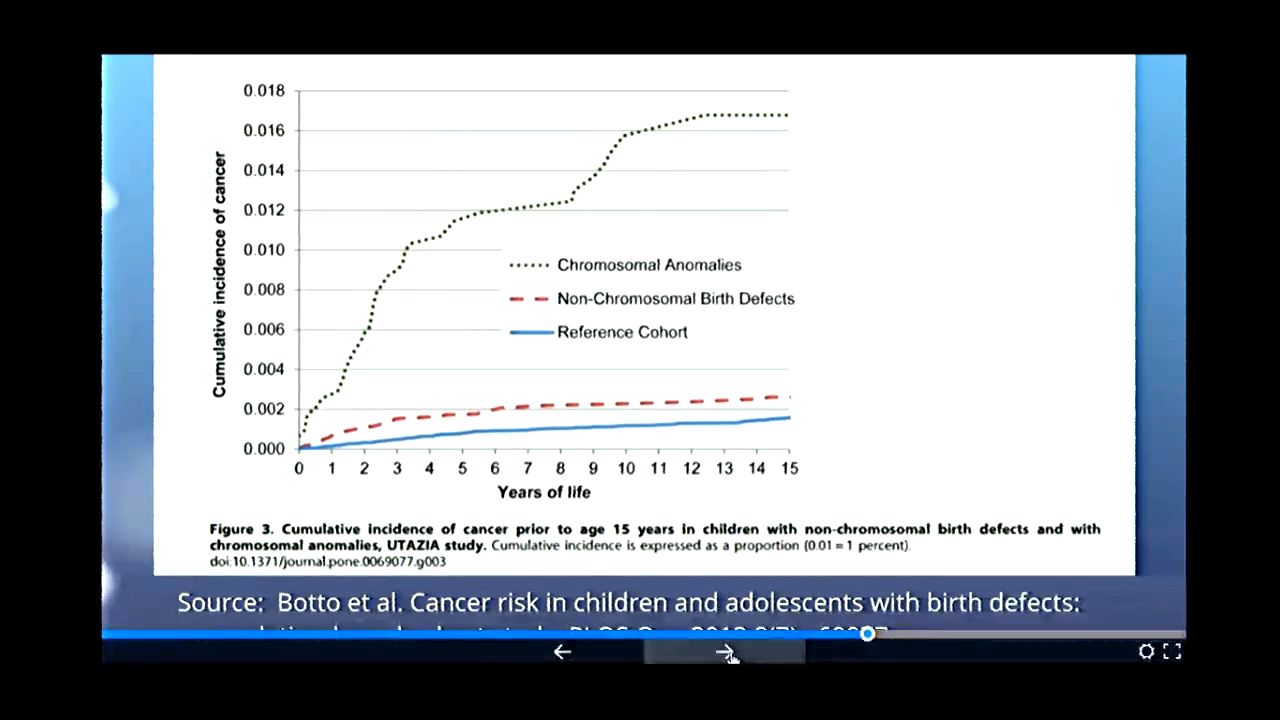 0.018
0.016
0.014
0.012
0.010
0.008
0.006
0.004
0.002
0.000
Cumulative incidence of cancer
Chromosomal Anomalies
Non-Chromosomal Birth Defects
Reference Cohort
0 1 2 3 4 5 6 7 8 9 10 11 12 13 14 15
Years of life
Figure 3. Cumulative incidence of cancer prior to age 15 years in children with non-chromosomal birth defects and with
chromosomal anomalies, UTAZIA study. Cumulative incidence is expressed as a proportion (0.01 = 1 percent).
doi:10.1371/journal.pone.0069077.g003
Source: Botto et al. Cancer risk in children and adolescents with birth defects: